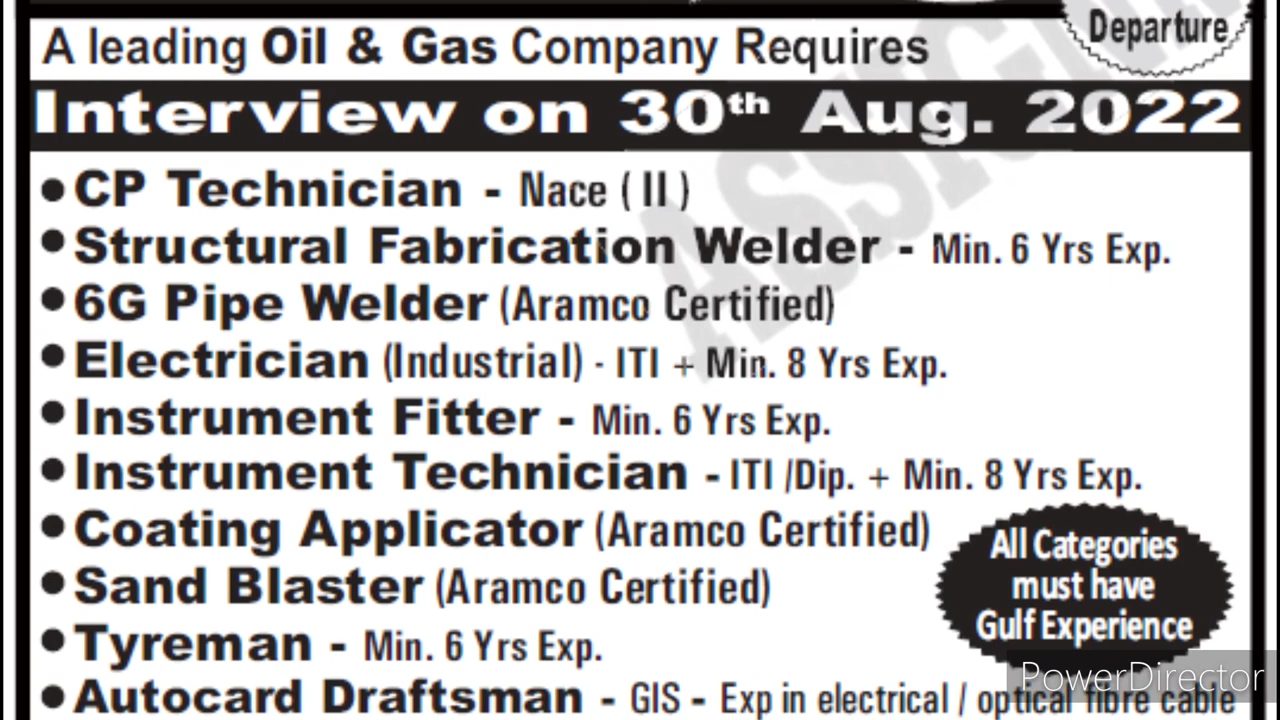 Departure
A leading Oil & Gas Company Requires
Interview on 30th Aug. 2022
• CP Technician - Nace ( II )
• Structural Fabrication Welder - Min. 6 Yrs Exp.
• 6G Pipe Welder (Aramco Certified)
• Electrician (Industrial) - ITI + Min. 8 Yrs Exp.
• Instrument Fitter - Min. 6 Yrs Exp.
• Instrument Technician - ITI /Dip. + Min. 8 Yrs Exp.
• Coating Applicator (Aramco Certified)
• Sand Blaster (Aramco Certified)
• Tyreman - Min. 6 Yrs Exp.
All Categories
must have
Gulf Experience
• Autocard Draftsman - GIS - Exp in electrical / optical fibre cable
PowerDirector